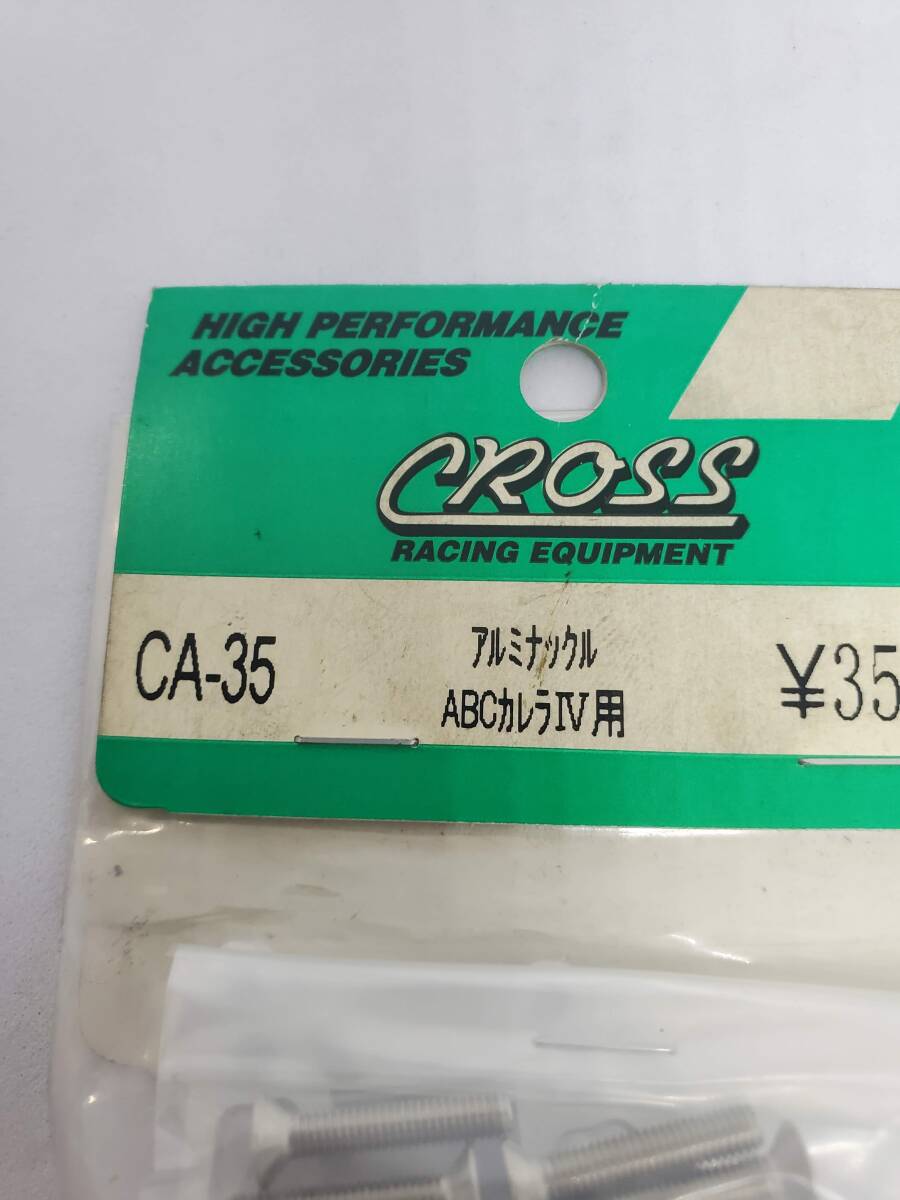 HIGH PERFORMANCE
ACCESSORIES
CROSS
RACING EQUIPMENT
CA-35
アルミナックル
ABCカレラIV用
¥35